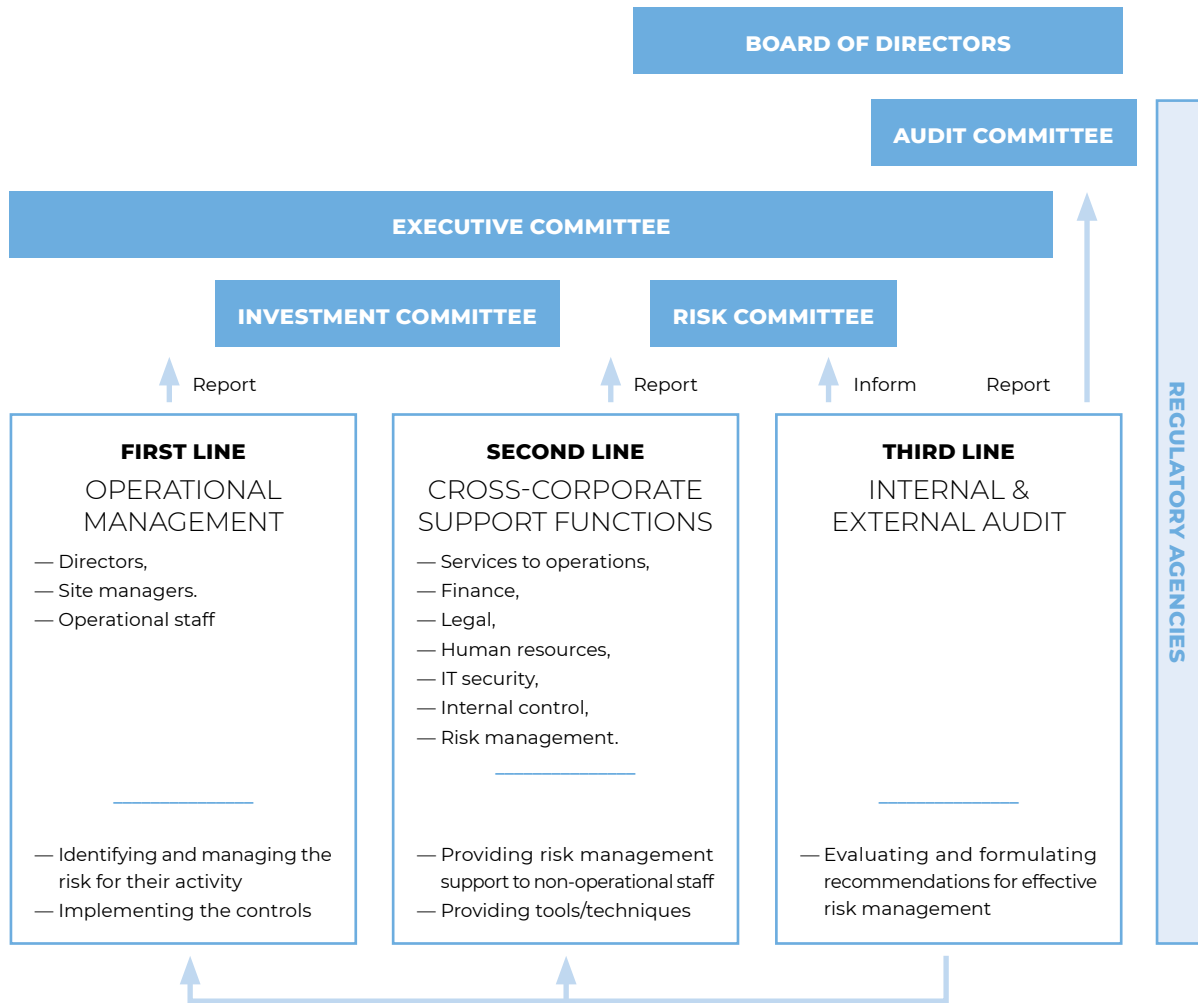 BOARD OF DIRECTORS
AUDIT COMMITTEE
EXECUTIVE COMMITTEE
INVESTMENT COMMITTEE
RISK COMMITTEE
Report
Report
Inform
Report
FIRST LINE
OPERATIONAL
MANAGEMENT
— Directors,
— Site managers.
— Operational staff
— Identifying and managing the
risk for their activity
— Implementing the controls
SECOND LINE
CROSS-CORPORATE
SUPPORT FUNCTIONS
— Services to operations,
— Finance,
— Legal,
— Human resources,
— IT security,
— Internal control,
— Risk management.
— Providing risk management
support to non-operational staff
— Providing tools/techniques
THIRD LINE
INTERNAL &
EXTERNAL AUDIT
— Evaluating and formulating
recommendations for effective
risk management
REGULATORY AGENCIES